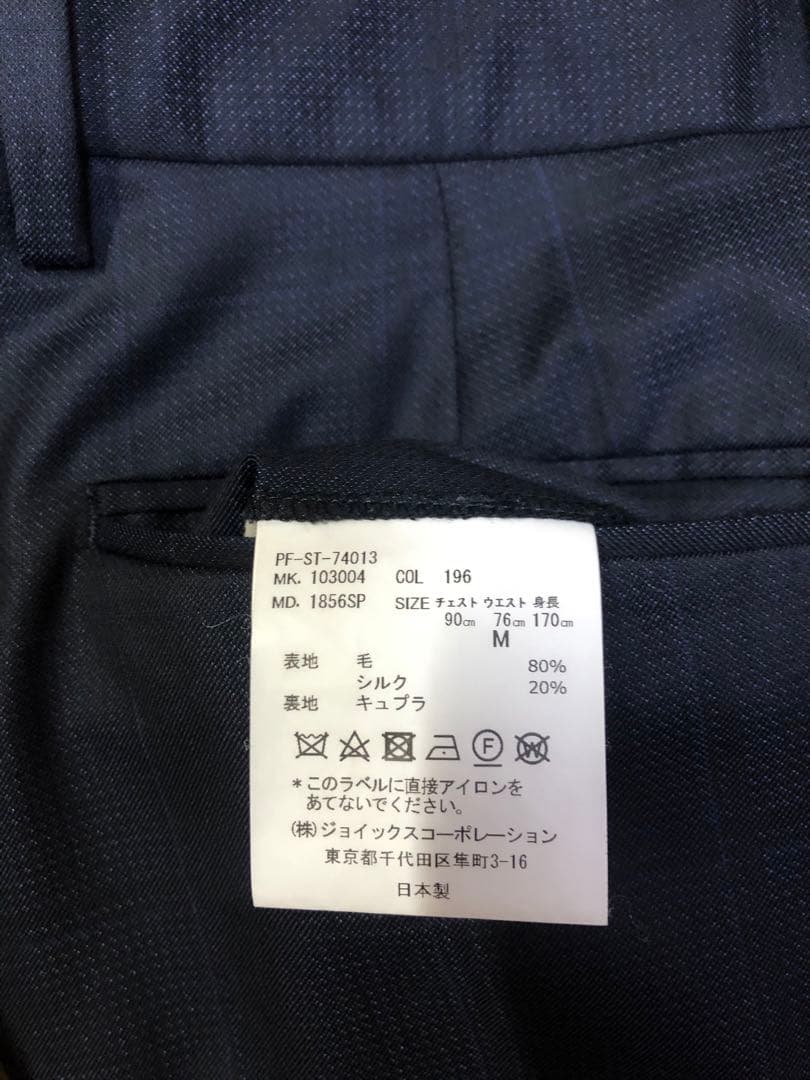 PF-ST-74013
MK. 103004 COL 196
MD. 1856SP SIZE チェスト ウエスト 身長
90㎝ 76㎝ 170㎝
M
表地 毛 80%
シルク 20%
裏地 キュプラ
F W
*このラベルに直接アイロンを
あてないでください。
(株)ジョイックスコーポレーション
東京都千代田区隼町3-16
日本製